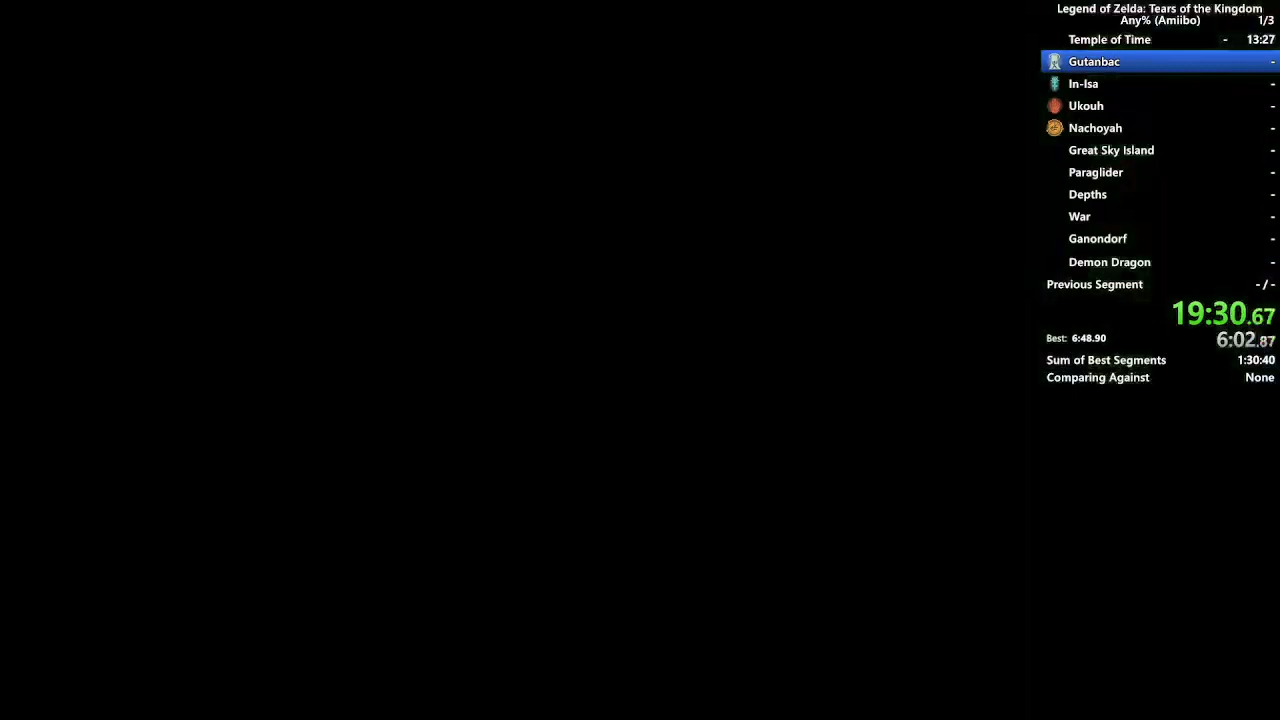 Legend of Zelda: Tears of the Kingdom
Any% (Amiibo) 1/3
Temple of Time - 13:27
Gutanbac -
In-Isa -
Ukouh -
Nachoyah -
Great Sky Island -
Paraglider -
Depths -
War -
Ganondorf -
Demon Dragon -
Previous Segment - / -
19:30.67
Best: 6:48.90 6:02.87
Sum of Best Segments 1:30:40
Comparing Against None